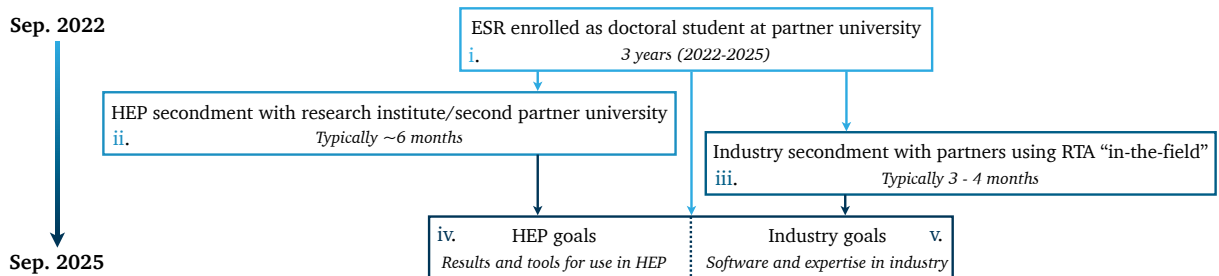 Sep. 2022
ESR enrolled as doctoral student at partner university
i. 3 years (2022-2025)
HEP secondment with research institute/second partner university
ii. Typically ~6 months
Industry secondment with partners using RTA “in-the-field”
iii. Typically 3 - 4 months
iv. HEP goals Industry goals v.
Results and tools for use in HEP Software and expertise in industry
Sep. 2025